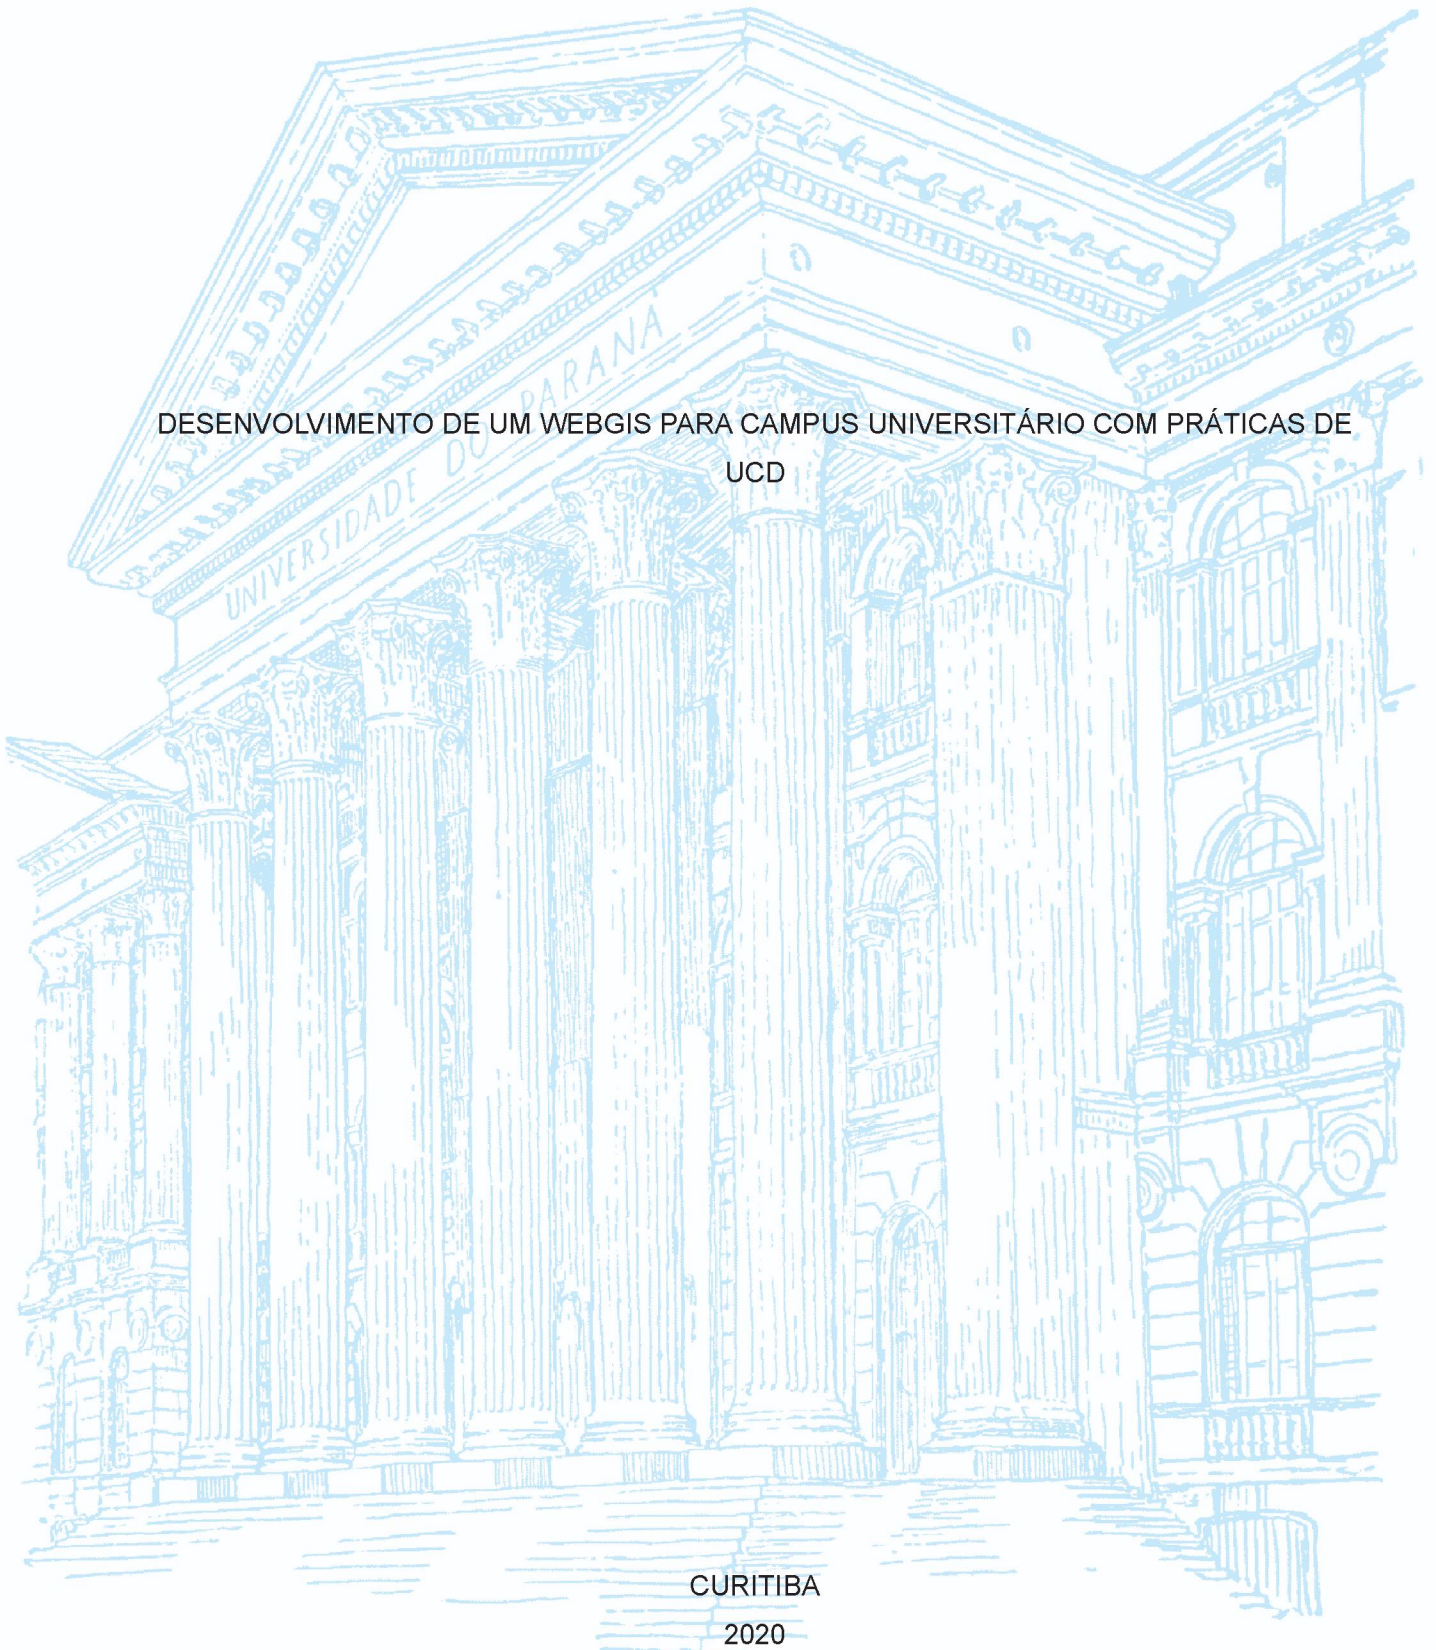 UNIVERSIDADE DO PARANÁ
DESENVOLVIMENTO DE UM WEBGIS PARA CAMPUS UNIVERSITÁRIO COM PRÁTICAS DE
UCD
CURITIBA
2020